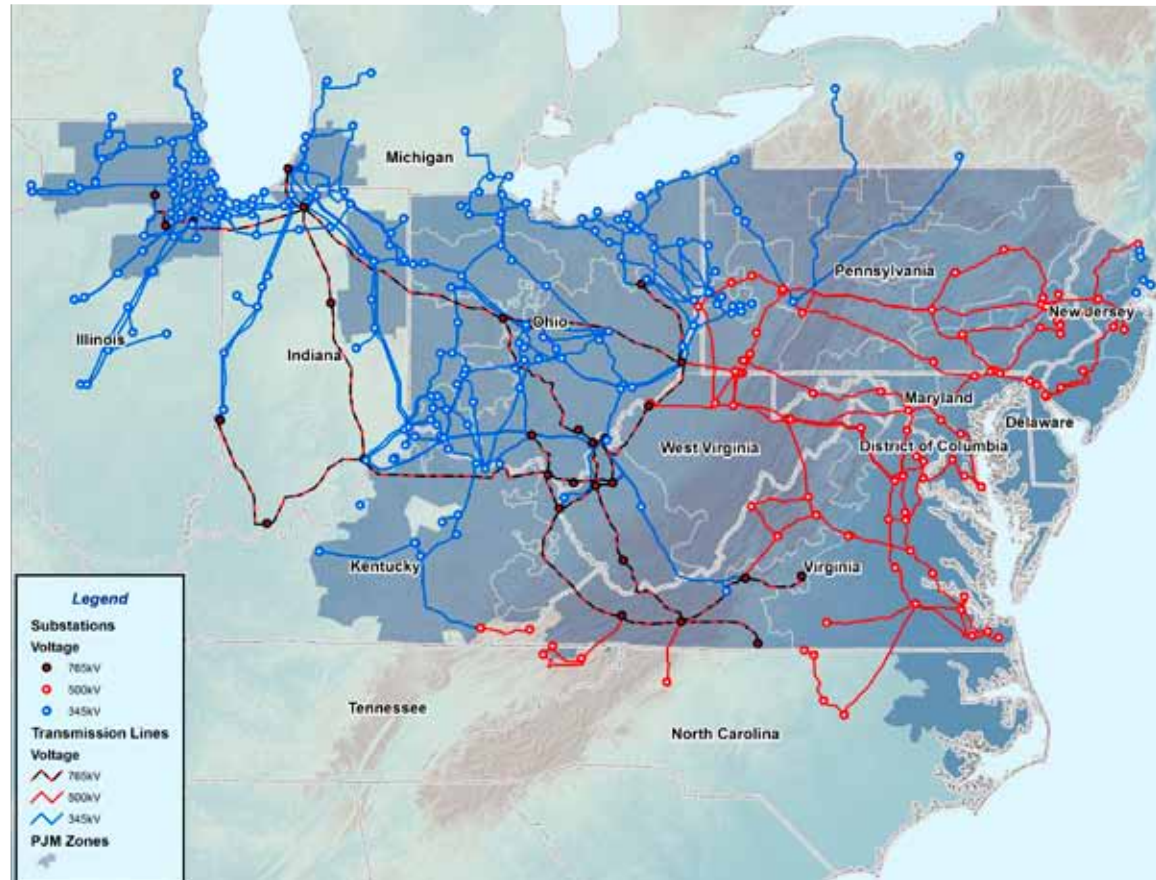 Michigan
Pennsylvania
New Jersey
Ohio
Illinois
Indiana
Maryland
Delaware
West Virginia
District of Columbia
Kentucky
Virginia
Tennessee
North Carolina
Legend
Substations
Voltage
765kV
500kV
345kV
Transmission Lines
Voltage
765kV
500kV
345kV
PJM Zones